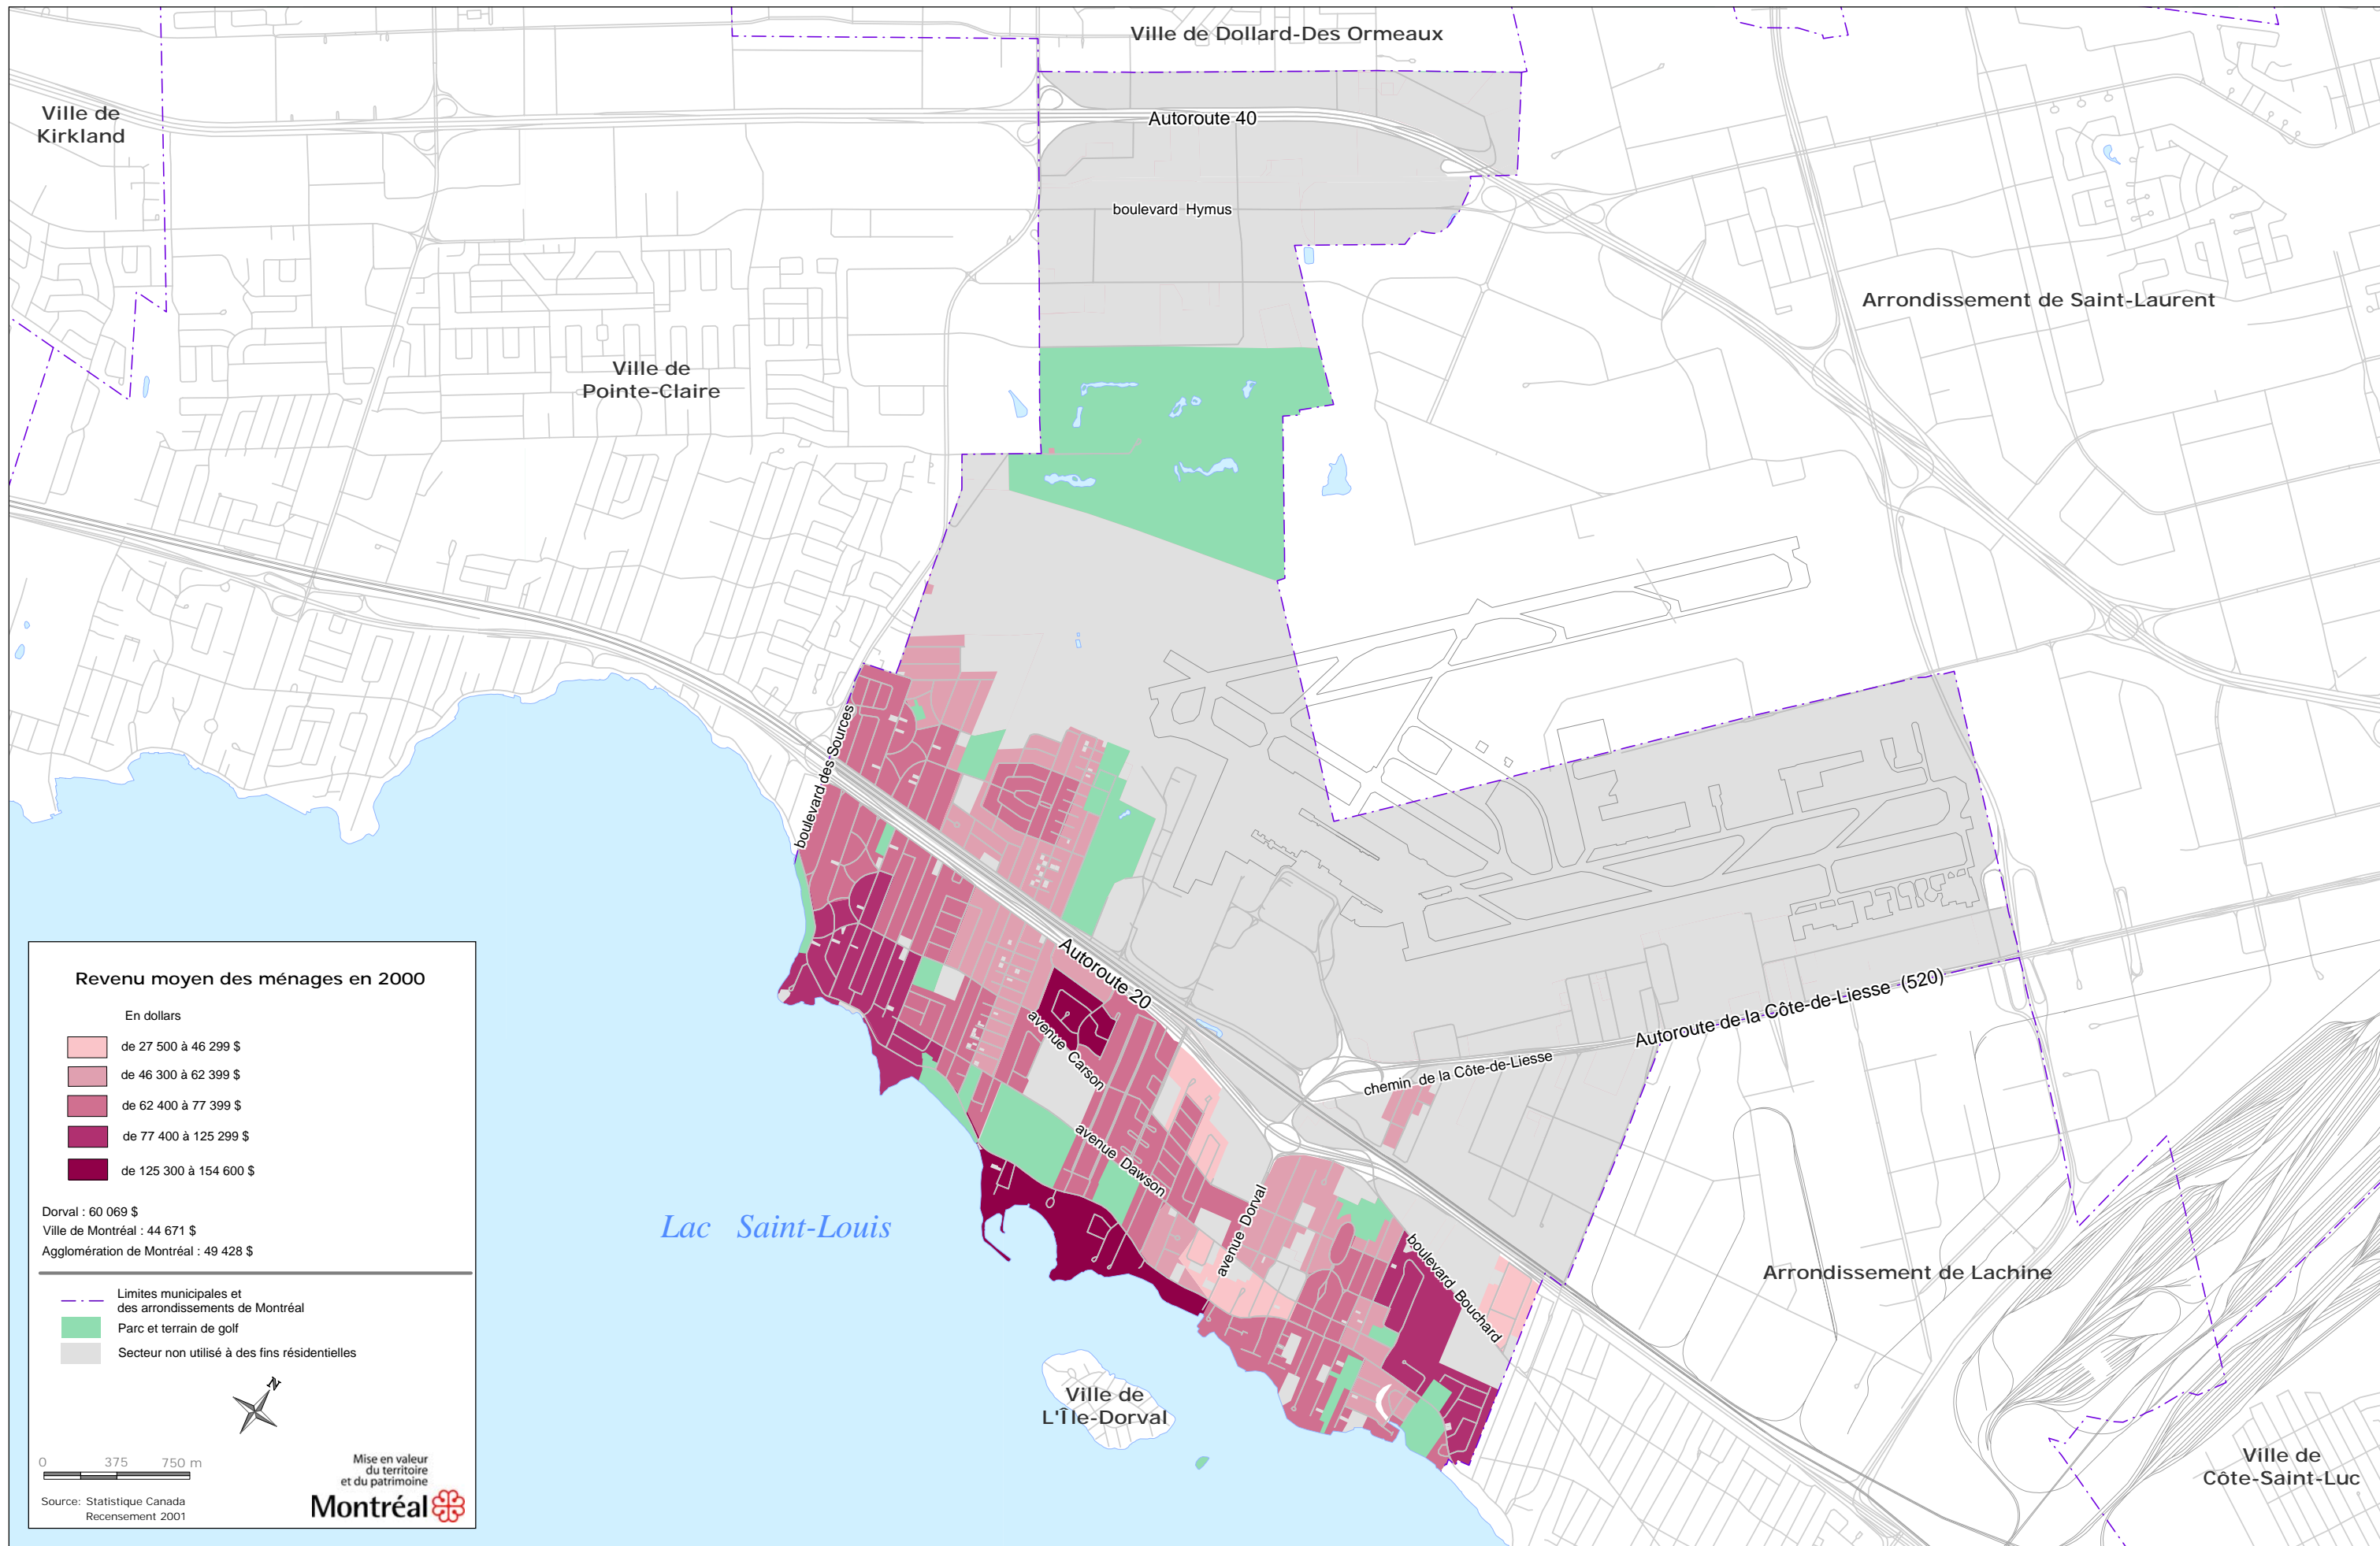 Ville de Dollard-Des Ormeaux
Ville de
Kirkland
Autoroute 40
boulevard Hymus
Arrondissement de Saint-Laurent
Ville de
Pointe-Claire
boulevard des Sources
Autoroute 20
avenue Carson
avenue Dawson
avenue Dorval
boulevard Bouchard
chemin de la Côte-de-Liesse
Autoroute de la Côte-de-Liesse (520)
Arrondissement de Lachine
Lac Saint-Louis
Ville de
L'Île-Dorval
Ville de
Côte-Saint-Luc
Revenu moyen des ménages en 2000
En dollars
de 27 500 à 46 299 $
de 46 300 à 62 399 $
de 62 400 à 77 399 $
de 77 400 à 125 299 $
de 125 300 à 154 600 $
Dorval : 60 069 $
Ville de Montréal : 44 671 $
Agglomération de Montréal : 49 428 $
Limites municipales et
des arrondissements de Montréal
Parc et terrain de golf
Secteur non utilisé à des fins résidentielles
N
0 375 750 m
Mise en valeur
du territoire
et du patrimoine
Montréal
Source: Statistique Canada
Recensement 2001